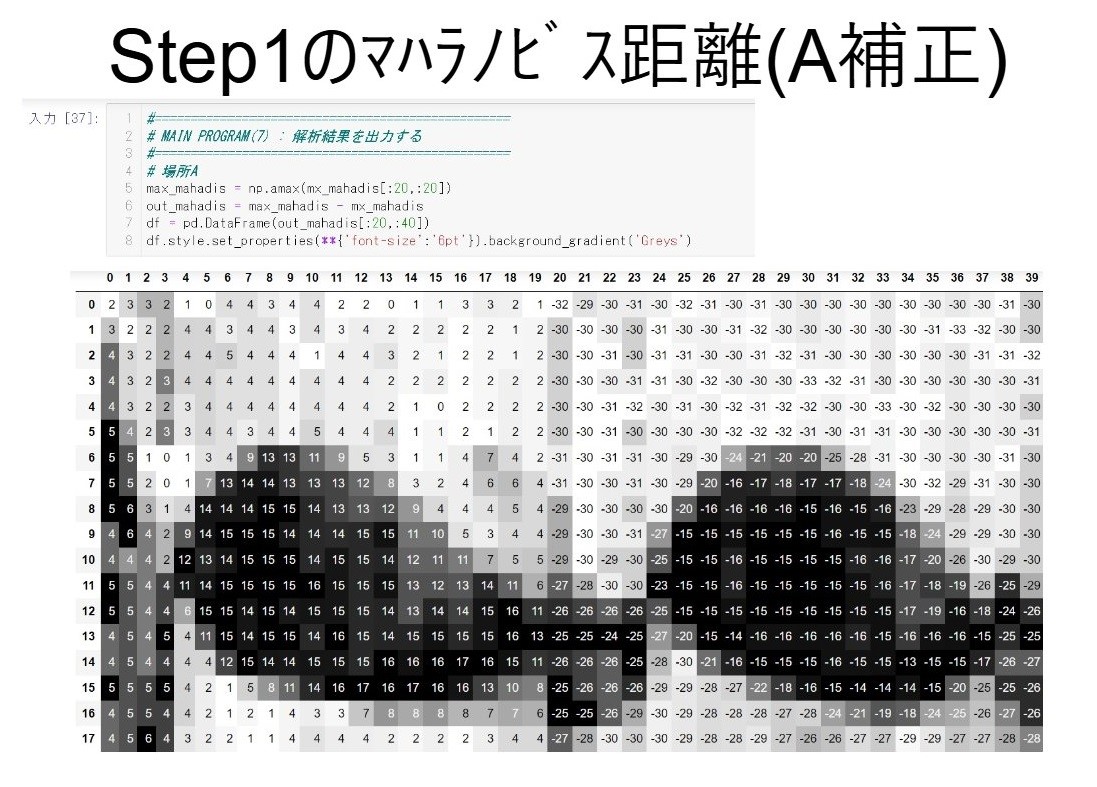 Step1のﾏﾊﾗﾉﾋﾞｽ距離(A補正)
入力 [37]:
1 #=================================================
2 # MAIN PROGRAM(7) : 解析結果を出力する
3 #=================================================
4 # 場所A
5 max_mahadis = np.amax(mx_mahadis[:20,:20])
6 out_mahadis = max_mahadis - mx_mahadis
7 df = pd.DataFrame(out_mahadis[:20,:40])
8 df.style.set_properties(**{'font-size':'6pt'}).background_gradient('Greys')
0 1 2 3 4 5 6 7 8 9 10 11 12 13 14 15 16 17 18 19 20 21 22 23 24 25 26 27 28 29 30 31 32 33 34 35 36 37 38 39
0 2 3 3 2 1 0 4 4 3 4 4 2 2 0 1 1 3 3 2 1 -32 -29 -30 -31 -30 -32 -31 -30 -31 -30 -30 -30 -30 -30 -30 -30 -30 -30 -31 -30
1 3 2 2 2 4 4 3 4 4 3 4 3 4 2 2 2 2 2 1 2 -30 -30 -30 -30 -31 -30 -30 -31 -32 -30 -30 -30 -30 -30 -30 -31 -33 -32 -30 -30
2 4 3 2 2 4 4 5 4 4 4 1 4 4 3 2 1 2 2 1 2 -30 -30 -31 -30 -31 -31 -30 -30 -31 -32 -31 -30 -30 -30 -30 -30 -30 -31 -31 -32
3 4 3 2 3 4 4 4 4 4 4 4 4 4 2 2 2 2 2 2 2 -30 -30 -30 -31 -31 -30 -32 -30 -30 -30 -33 -32 -31 -30 -30 -30 -30 -30 -30 -31
4 4 3 2 2 3 4 4 4 4 4 4 4 4 2 1 0 2 2 2 2 -30 -30 -31 -32 -30 -31 -30 -32 -31 -32 -32 -30 -30 -33 -30 -32 -30 -30 -30 -30
5 5 4 2 3 3 4 4 3 4 4 5 4 4 4 1 1 2 1 2 2 -30 -30 -31 -30 -30 -30 -30 -32 -32 -32 -31 -30 -31 -31 -30 -30 -30 -30 -31 -30
6 5 5 1 0 1 3 4 9 13 13 11 9 5 3 1 1 4 7 4 2 -31 -30 -30 -31 -30 -29 -30 -24 -21 -20 -20 -25 -28 -31 -30 -30 -30 -30 -31 -30
7 5 5 2 0 1 7 13 14 14 13 13 13 12 8 3 2 4 6 6 4 -31 -30 -30 -31 -30 -29 -20 -16 -17 -18 -17 -17 -18 -24 -30 -32 -29 -31 -30 -30
8 5 6 3 1 4 14 14 14 15 15 14 13 13 12 9 4 4 4 5 4 -29 -30 -30 -30 -30 -20 -16 -16 -16 -15 -16 -15 -16 -16 -23 -29 -28 -29 -30 -30
9 4 6 4 2 9 14 15 15 15 14 14 14 15 15 11 10 5 3 4 4 -29 -30 -30 -31 -27 -15 -15 -15 -15 -15 -16 -15 -15 -16 -18 -24 -29 -29 -30 -30
10 4 4 4 2 12 13 14 15 15 15 14 15 15 14 12 11 11 7 5 5 -29 -30 -29 -30 -25 -15 -15 -16 -15 -15 -15 -15 -16 -16 -17 -20 -26 -30 -29 -30
11 5 5 4 4 11 14 15 15 15 15 16 15 15 15 13 12 13 14 11 6 -27 -28 -30 -30 -23 -15 -16 -15 -15 -15 -15 -16 -15 -16 -17 -18 -19 -26 -25 -29
12 5 5 4 4 6 15 15 14 15 14 15 15 15 14 13 14 14 15 16 11 -26 -26 -26 -26 -25 -15 -15 -15 -15 -15 -15 -15 -15 -15 -17 -19 -16 -18 -24 -26
13 4 5 4 5 4 11 15 14 15 15 14 16 15 14 15 15 15 15 16 13 -25 -25 -24 -25 -27 -20 -15 -14 -16 -16 -16 -15 -15 -16 -16 -16 -16 -15 -25 -25
14 4 5 4 4 4 4 12 15 14 14 15 15 15 16 16 16 17 16 15 11 -26 -26 -26 -25 -28 -30 -21 -16 -15 -15 -15 -16 -15 -15 -13 -15 -15 -17 -26 -27
15 5 5 5 5 4 2 1 5 8 11 14 16 17 16 17 16 16 13 10 8 -25 -26 -26 -26 -29 -29 -28 -27 -22 -18 -16 -15 -14 -14 -14 -15 -20 -25 -25 -26
16 4 5 5 4 4 2 1 2 1 4 3 3 7 8 8 8 8 7 7 6 -25 -25 -26 -29 -30 -29 -28 -28 -28 -27 -28 -24 -21 -19 -18 -24 -25 -26 -27 -26
17 4 5 6 4 3 2 2 1 1 4 4 4 4 2 2 2 2 3 4 4 -27 -28 -30 -30 -30 -29 -28 -28 -29 -27 -26 -26 -27 -27 -29 -29 -27 -27 -28 -28